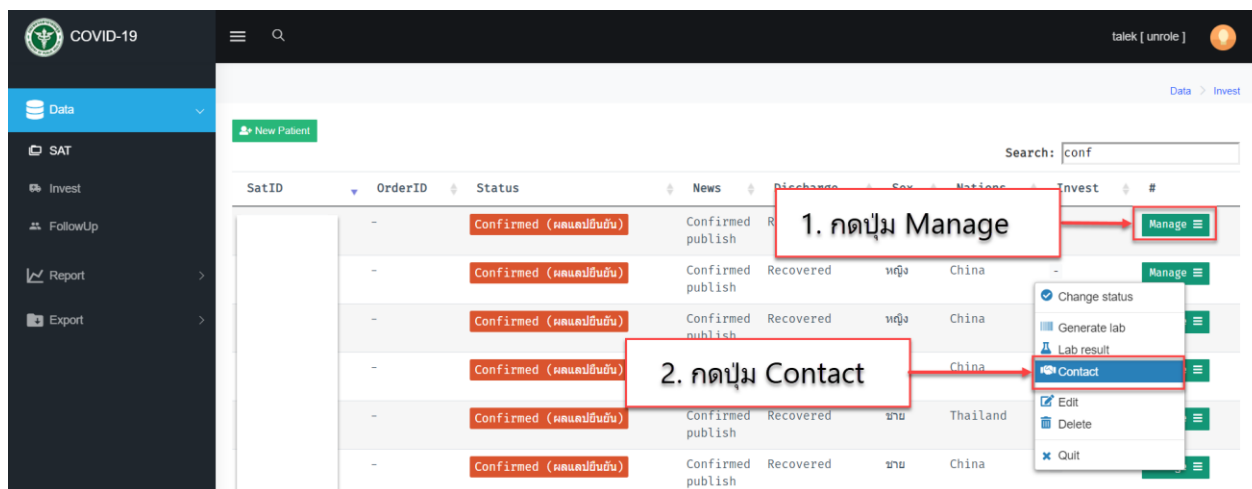 COVID-19
talek [ unrole ]
Data > Invest
Data
SAT
Invest
FollowUp
Report
Export
New Patient
Search: conf
SatID OrderID Status News Discharge Sex Nations Invest #
- Confirmed (ผลแลปยืนยัน) Confirmed publish Manage
1. กดปุ่ม Manage
- Confirmed (ผลแลปยืนยัน) Confirmed publish Recovered หญิง China - Manage
Change status
Generate lab
Lab result
Contact
Edit
Delete
Quit
- Confirmed (ผลแลปยืนยัน) Confirmed publish Recovered หญิง China
2. กดปุ่ม Contact
- Confirmed (ผลแลปยืนยัน) China
- Confirmed (ผลแลปยืนยัน) Confirmed publish Recovered ชาย Thailand
- Confirmed (ผลแลปยืนยัน) Confirmed publish Recovered ชาย China